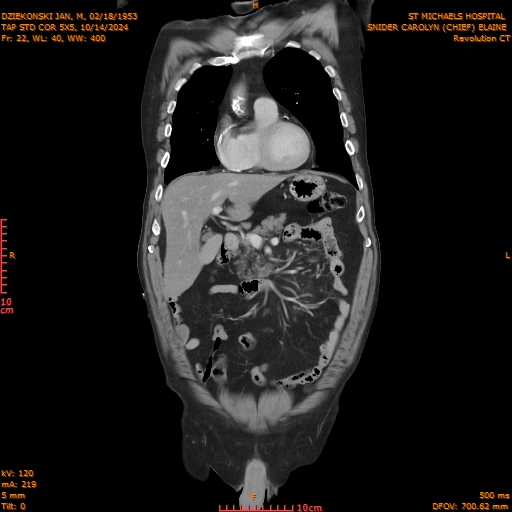 H
DZIEKONSKI JAN, M, 02/18/1953
TAP STD COR 5X5, 10/14/2024
Fr: 22, WL: 40, WW: 400
ST MICHAELS HOSPITAL
SNIDER CAROLYN (CHIEF) ELAINE
Revolution CT
R
L
10
cm
kV: 120
mA: 219
5 mm
Tilt: 0
F
10cm
500 ms
DFOV: 700.62 mm